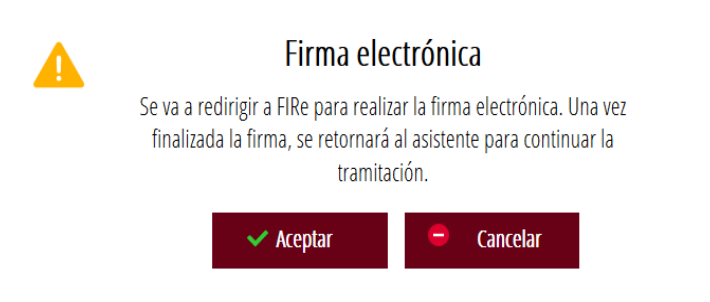 Firma electrónica
Se va a redirigir a FIRe para realizar la firma electrónica. Una vez
finalizada la firma, se retornará al asistente para continuar la
tramitación.
Aceptar
Cancelar